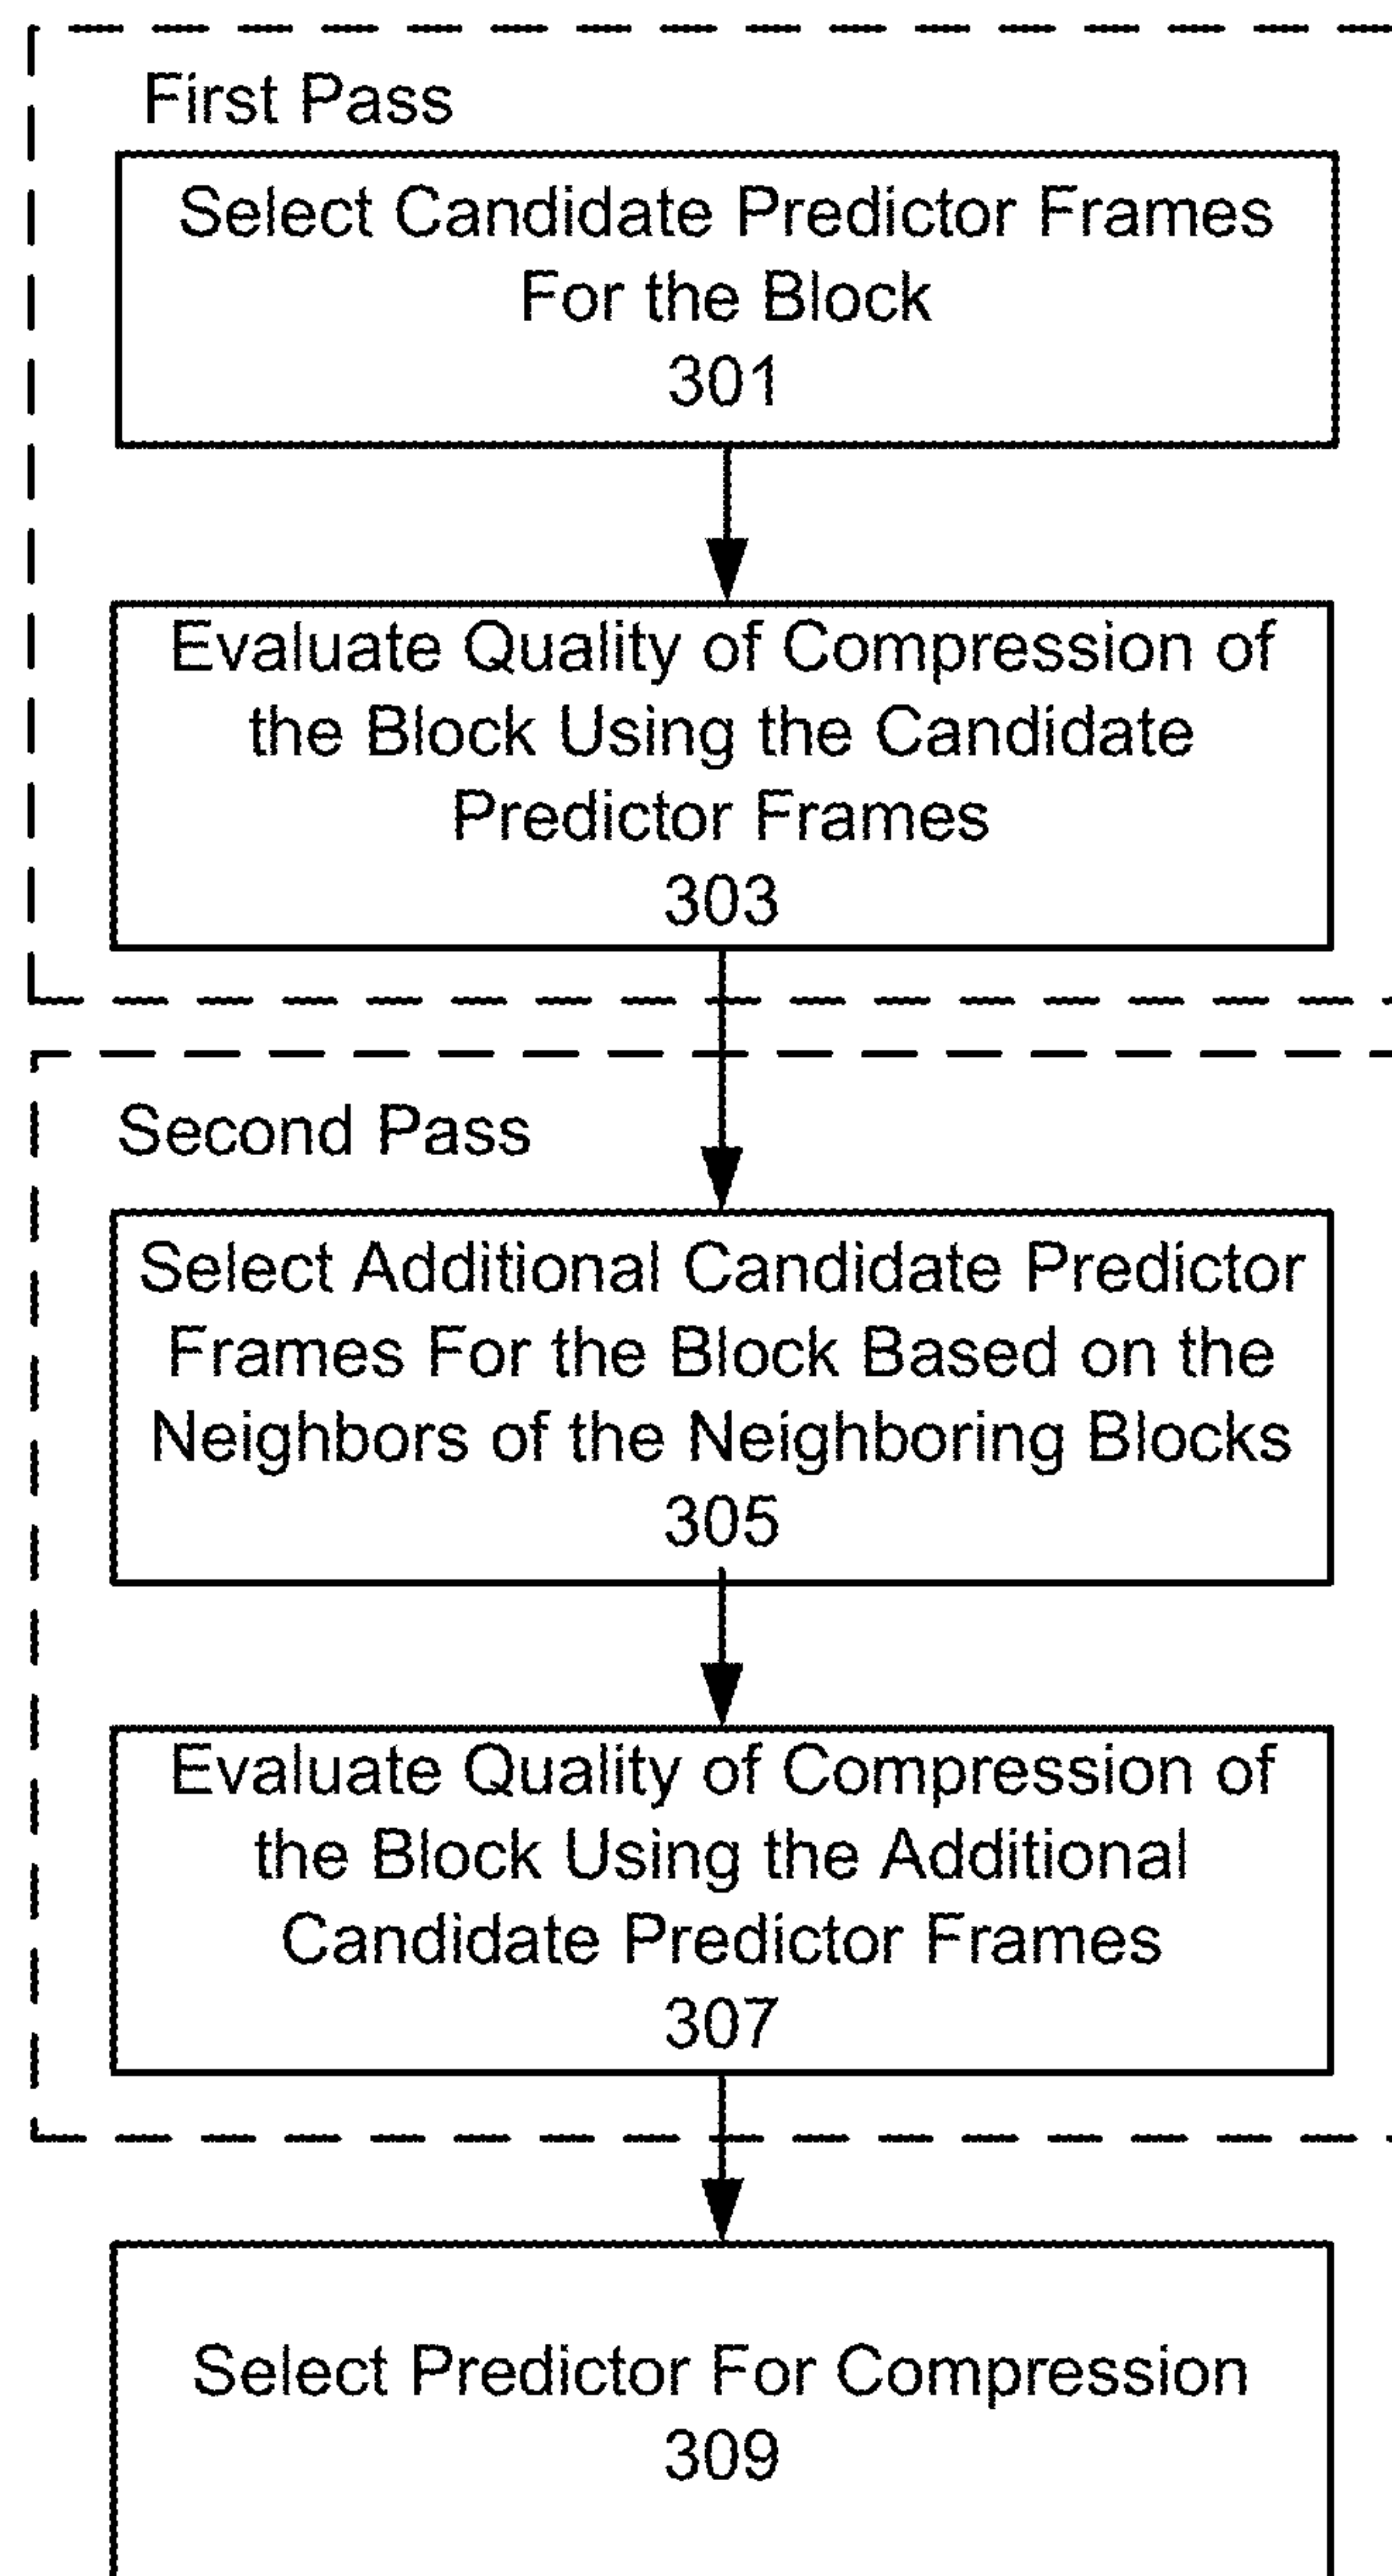 First Pass
Select Candidate Predictor Frames
For the Block
301
Evaluate Quality of Compression of
the Block Using the Candidate
Predictor Frames
303
Second Pass
Select Additional Candidate Predictor
Frames For the Block Based on the
Neighbors of the Neighboring Blocks
305
Evaluate Quality of Compression of
the Block Using the Additional
Candidate Predictor Frames
307
Select Predictor For Compression
309